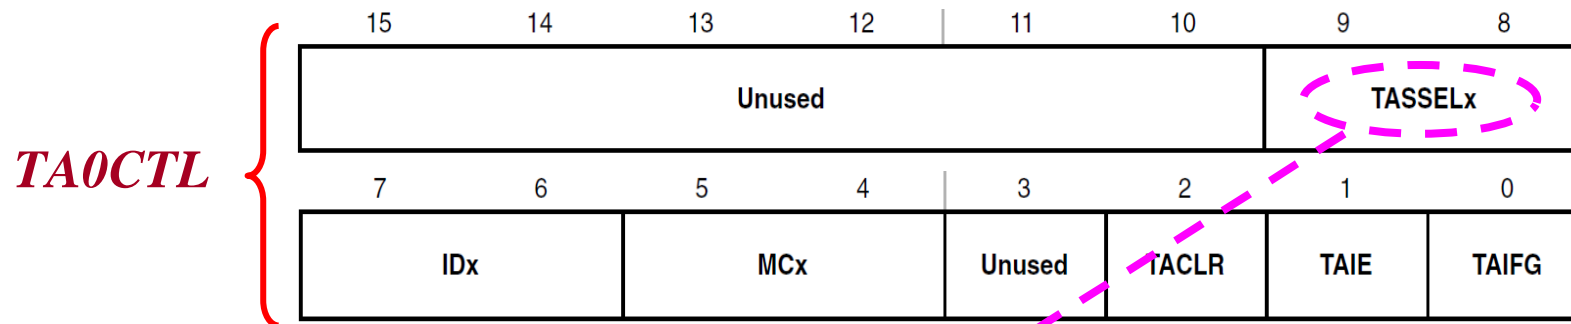 15 14 13 12 11 10 9 8
Unused TASSELx
TA0CTL
7 6 5 4 3 2 1 0
IDx MCx Unused TACLR TAIE TAIFG